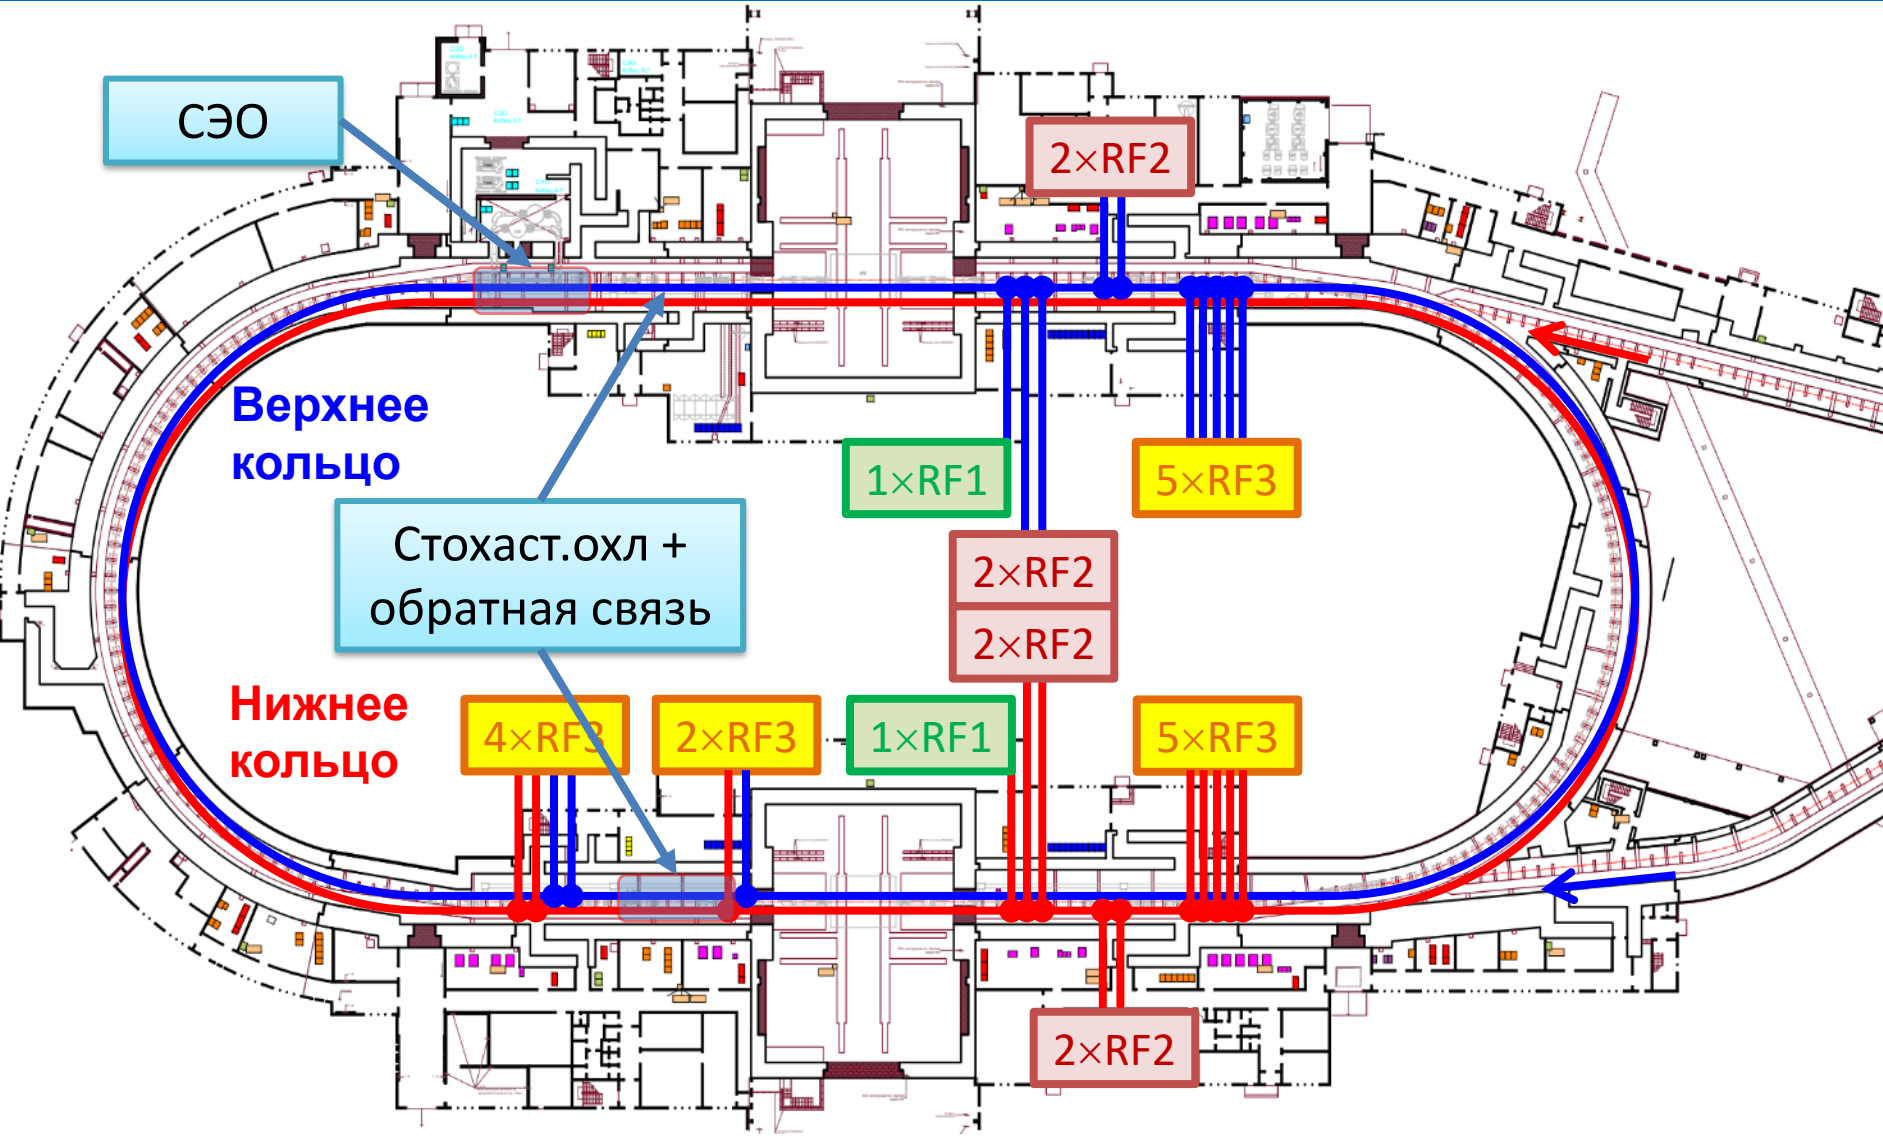 СЭО
2×RF2
Верхнее
кольцо
1×RF1
5×RF3
Стохаст.охл +
обратная связь
2×RF2
2×RF2
Нижнее
кольцо
4×RF3
2×RF3
1×RF1
5×RF3
2×RF2